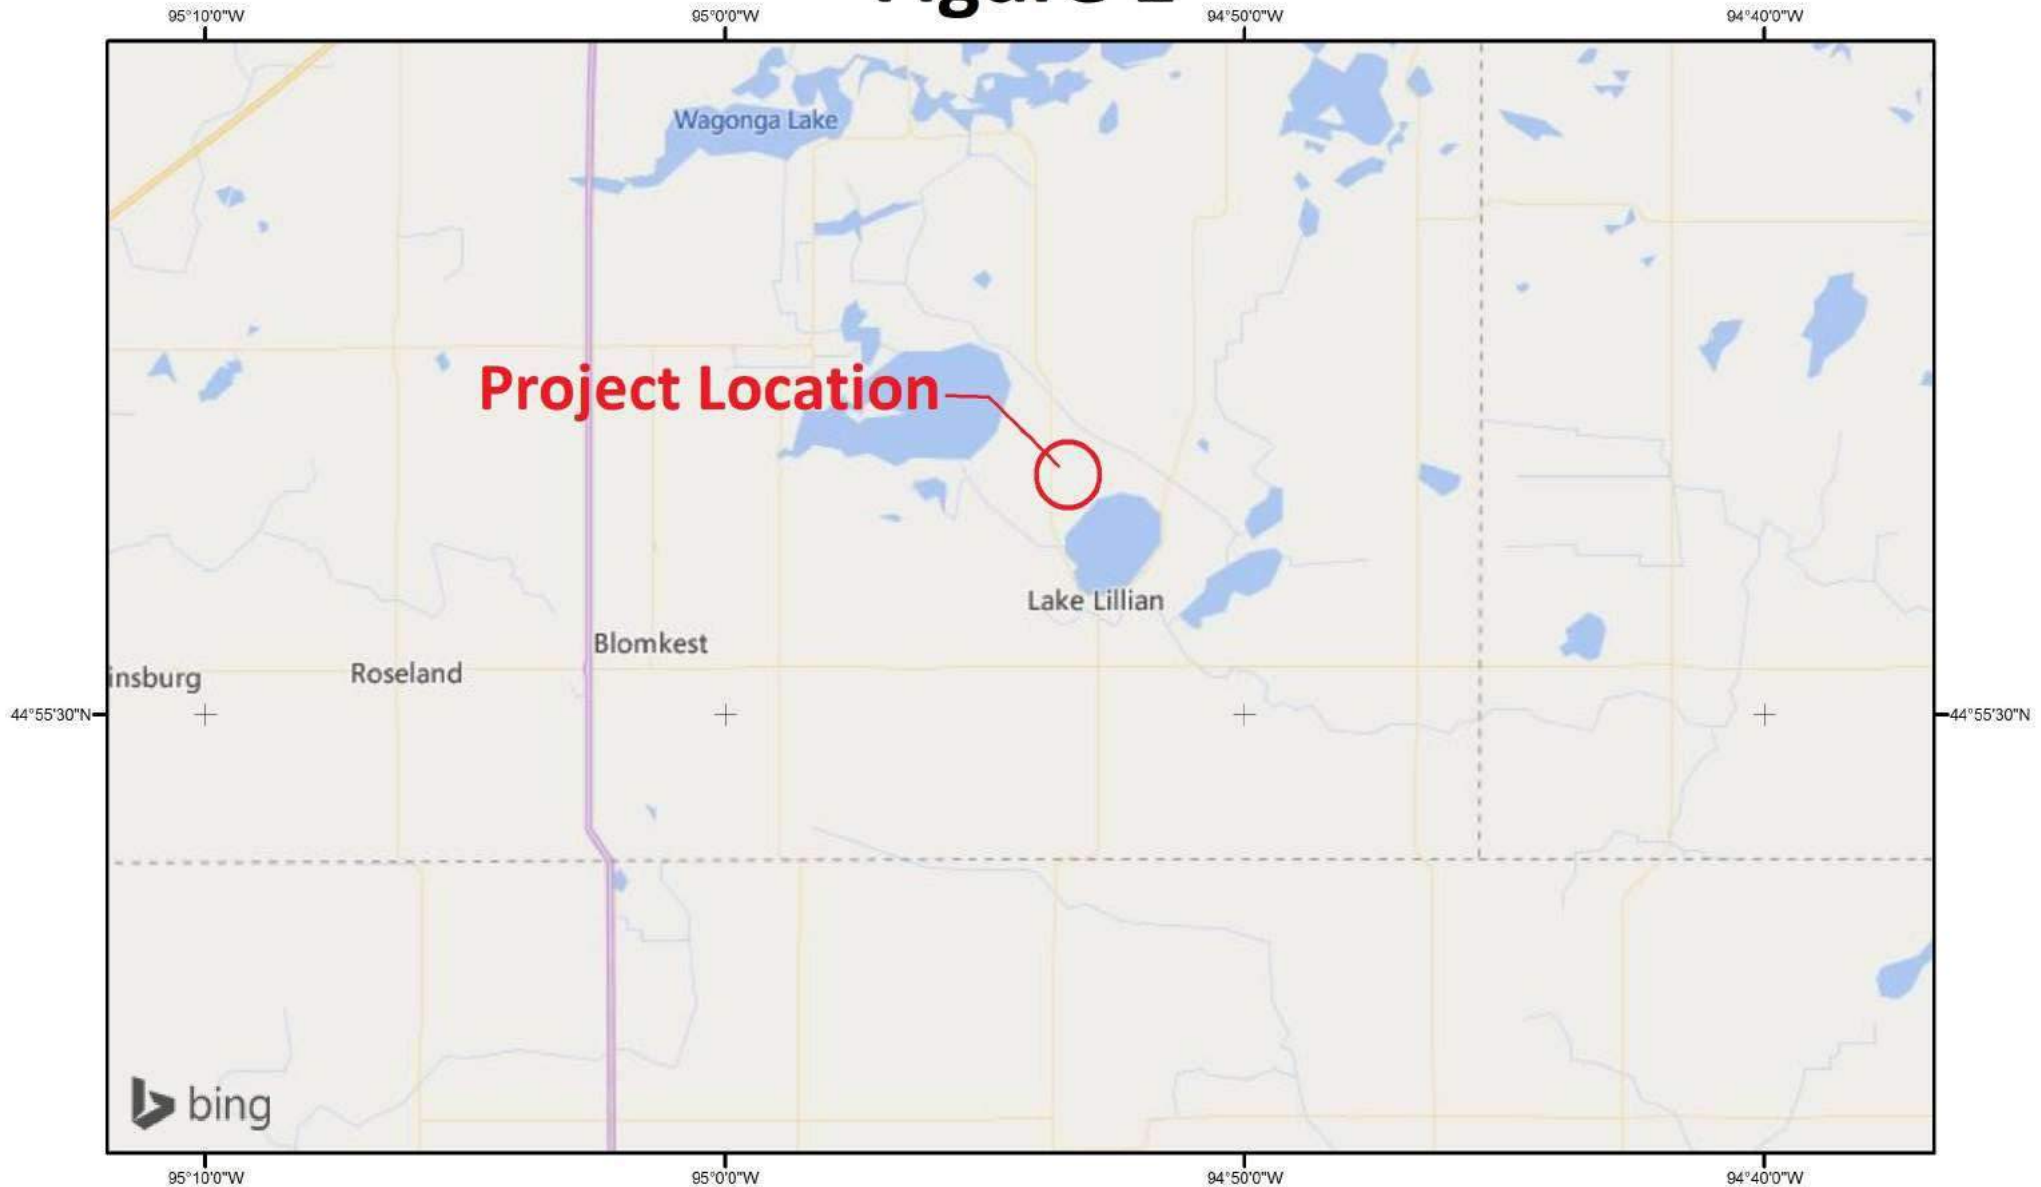 95°10'0"W 95°0'0"W 94°50'0"W 94°40'0"W
Wagonga Lake
Project Location
Lake Lillian
Blomkest
insburg
Roseland
44°55'30"N 44°55'30"N
bing
95°10'0"W 95°0'0"W 94°50'0"W 94°40'0"W